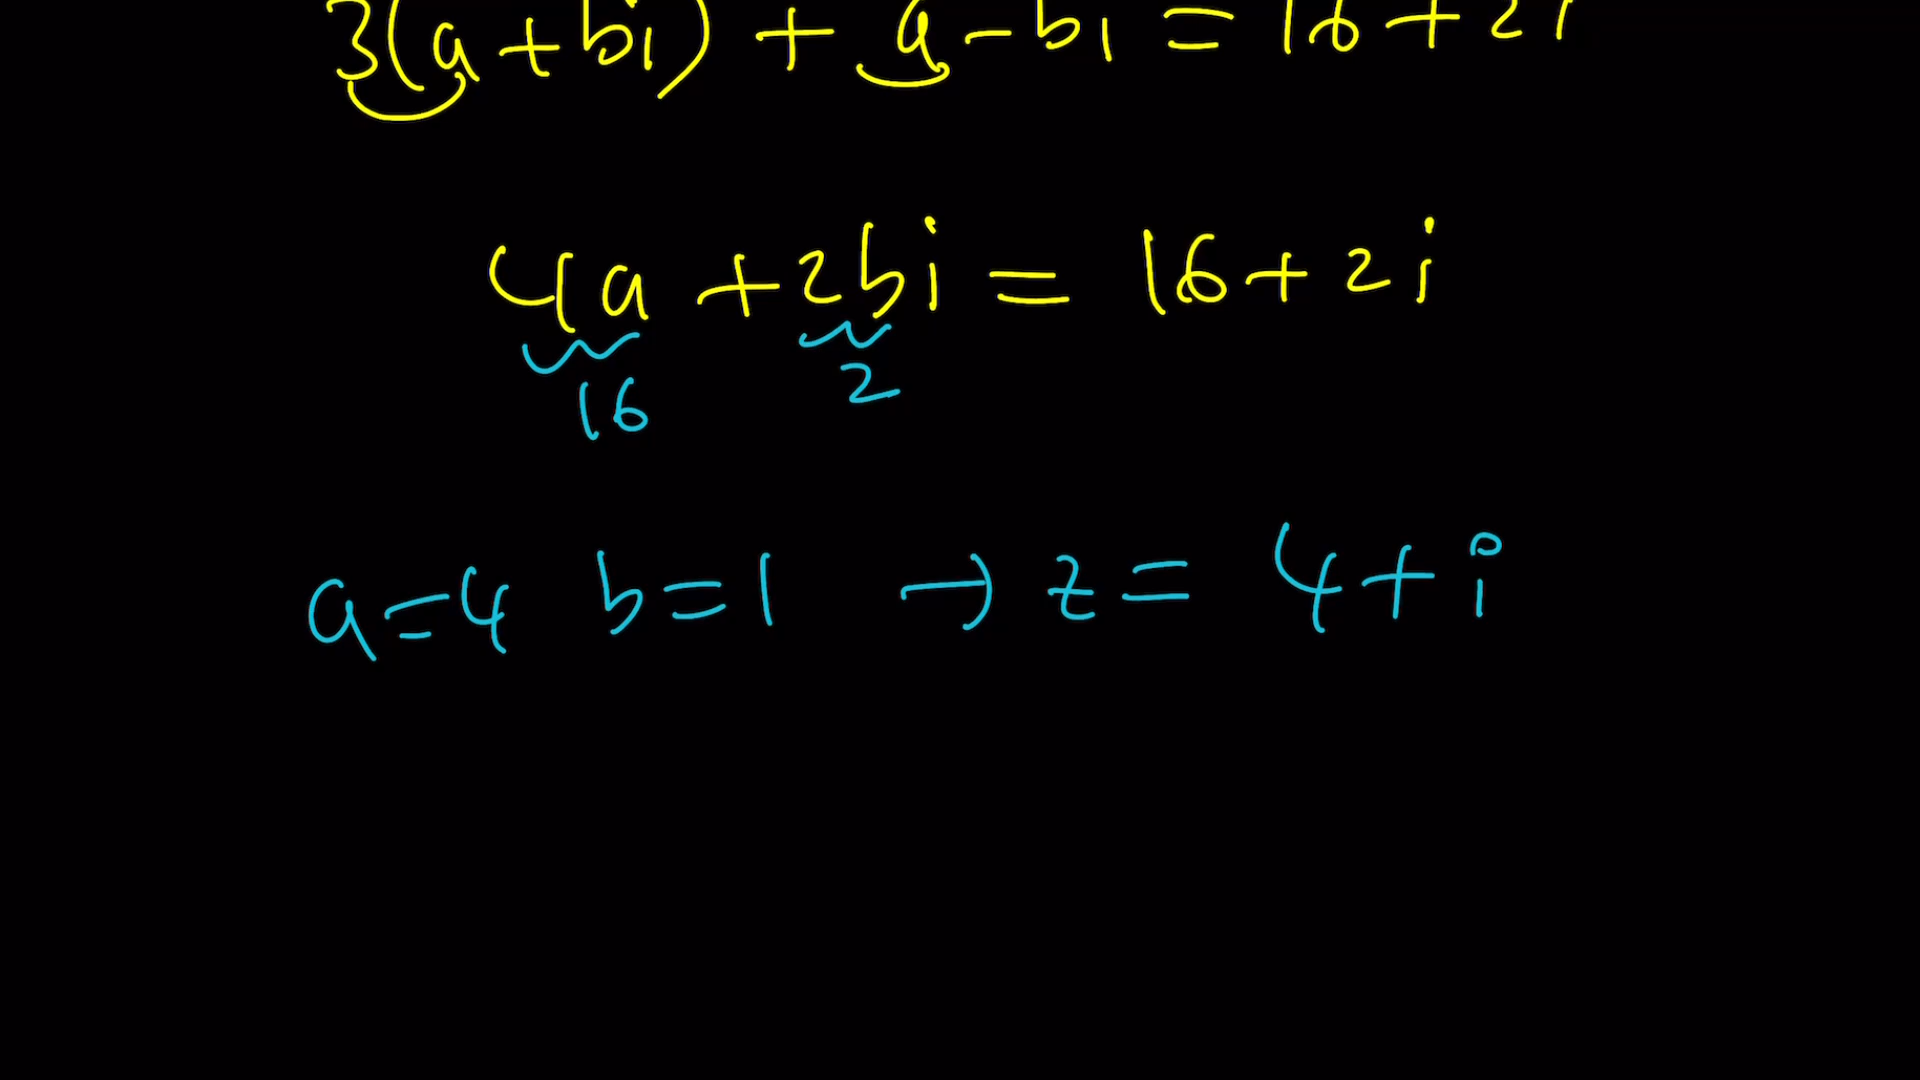 3(a+bi) + a-bi = 16+2i
4a +2bi = 16+2i
16 2
a=4 b=1 → z = 4+i